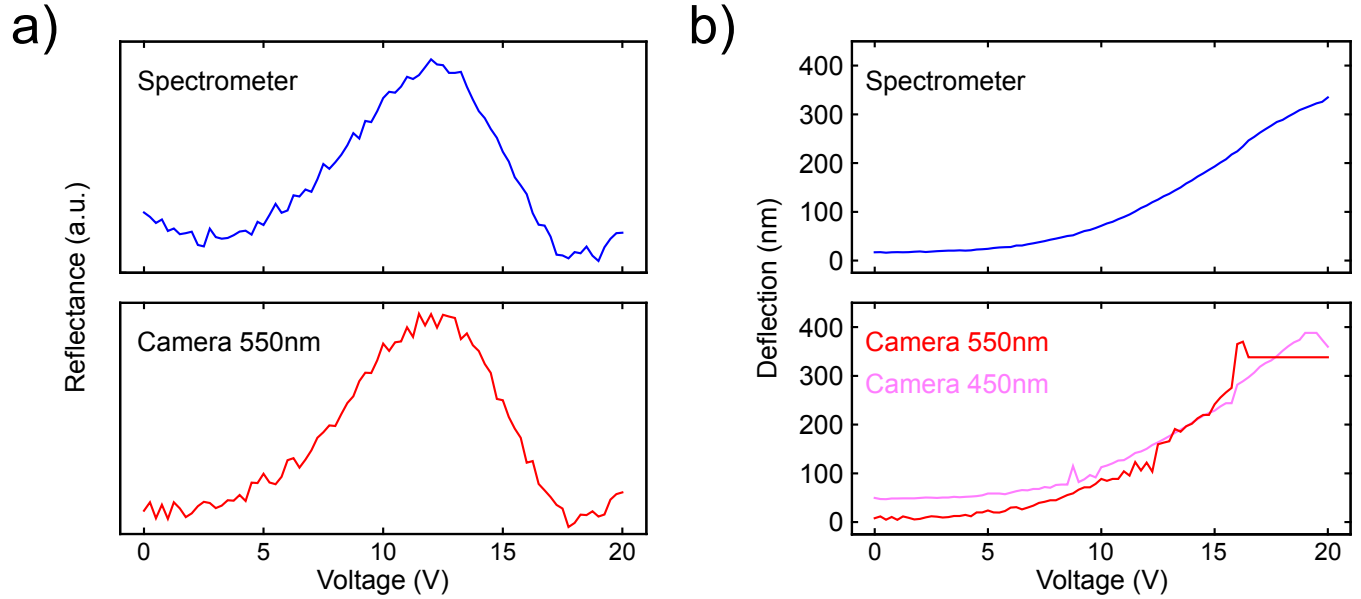 a)
Reflectance (a.u.)
Spectrometer
Camera 550nm
0 5 10 15 20
Voltage (V)
b)
Deflection (nm)
400
300
200
100
0
Spectrometer
400
300
200
100
0
Camera 550nm
Camera 450nm
0 5 10 15 20
Voltage (V)